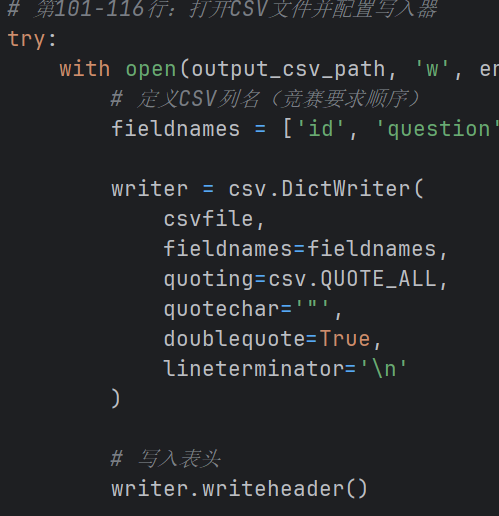 # 第101-116行：打开CSV文件并配置写入器
try:
    with open(output_csv_path, 'w', en
        # 定义CSV列名（竞赛要求顺序）
        fieldnames = ['id', 'question'
        writer = csv.DictWriter(
            csvfile,
            fieldnames=fieldnames,
            quoting=csv.QUOTE_ALL,
            quotechar='"',
            doublequote=True,
            lineterminator='\n'
        )
        # 写入表头
        writer.writeheader()